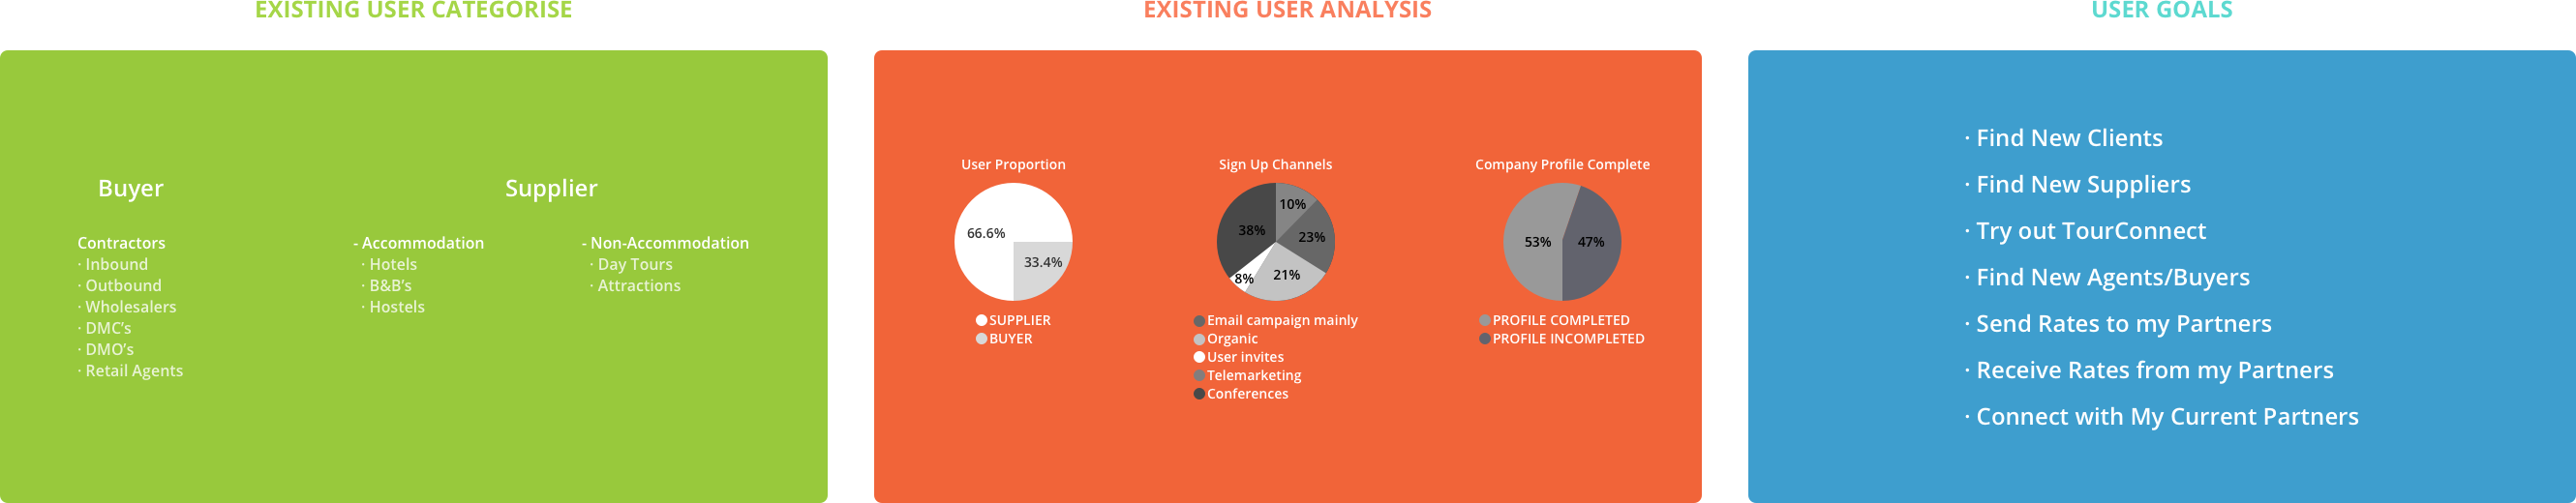 EXISTING USER CATEGORISE
Buyer
Contractors
· Inbound
· Outbound
· Wholesalers
· DMC’s
· DMO’s
· Retail Agents
Supplier
- Accommodation
· Hotels
· B&B’s
· Hostels
- Non-Accommodation
· Day Tours
· Attractions
EXISTING USER ANALYSIS
User Proportion
66.6%
33.4%
SUPPLIER
BUYER
Sign Up Channels
10%
38%
23%
21%
8%
Email campaign mainly
Organic
User invites
Telemarketing
Conferences
Company Profile Complete
53%
47%
PROFILE COMPLETED
PROFILE INCOMPLETED
USER GOALS
· Find New Clients
· Find New Suppliers
· Try out TourConnect
· Find New Agents/Buyers
· Send Rates to my Partners
· Receive Rates from my Partners
· Connect with My Current Partners